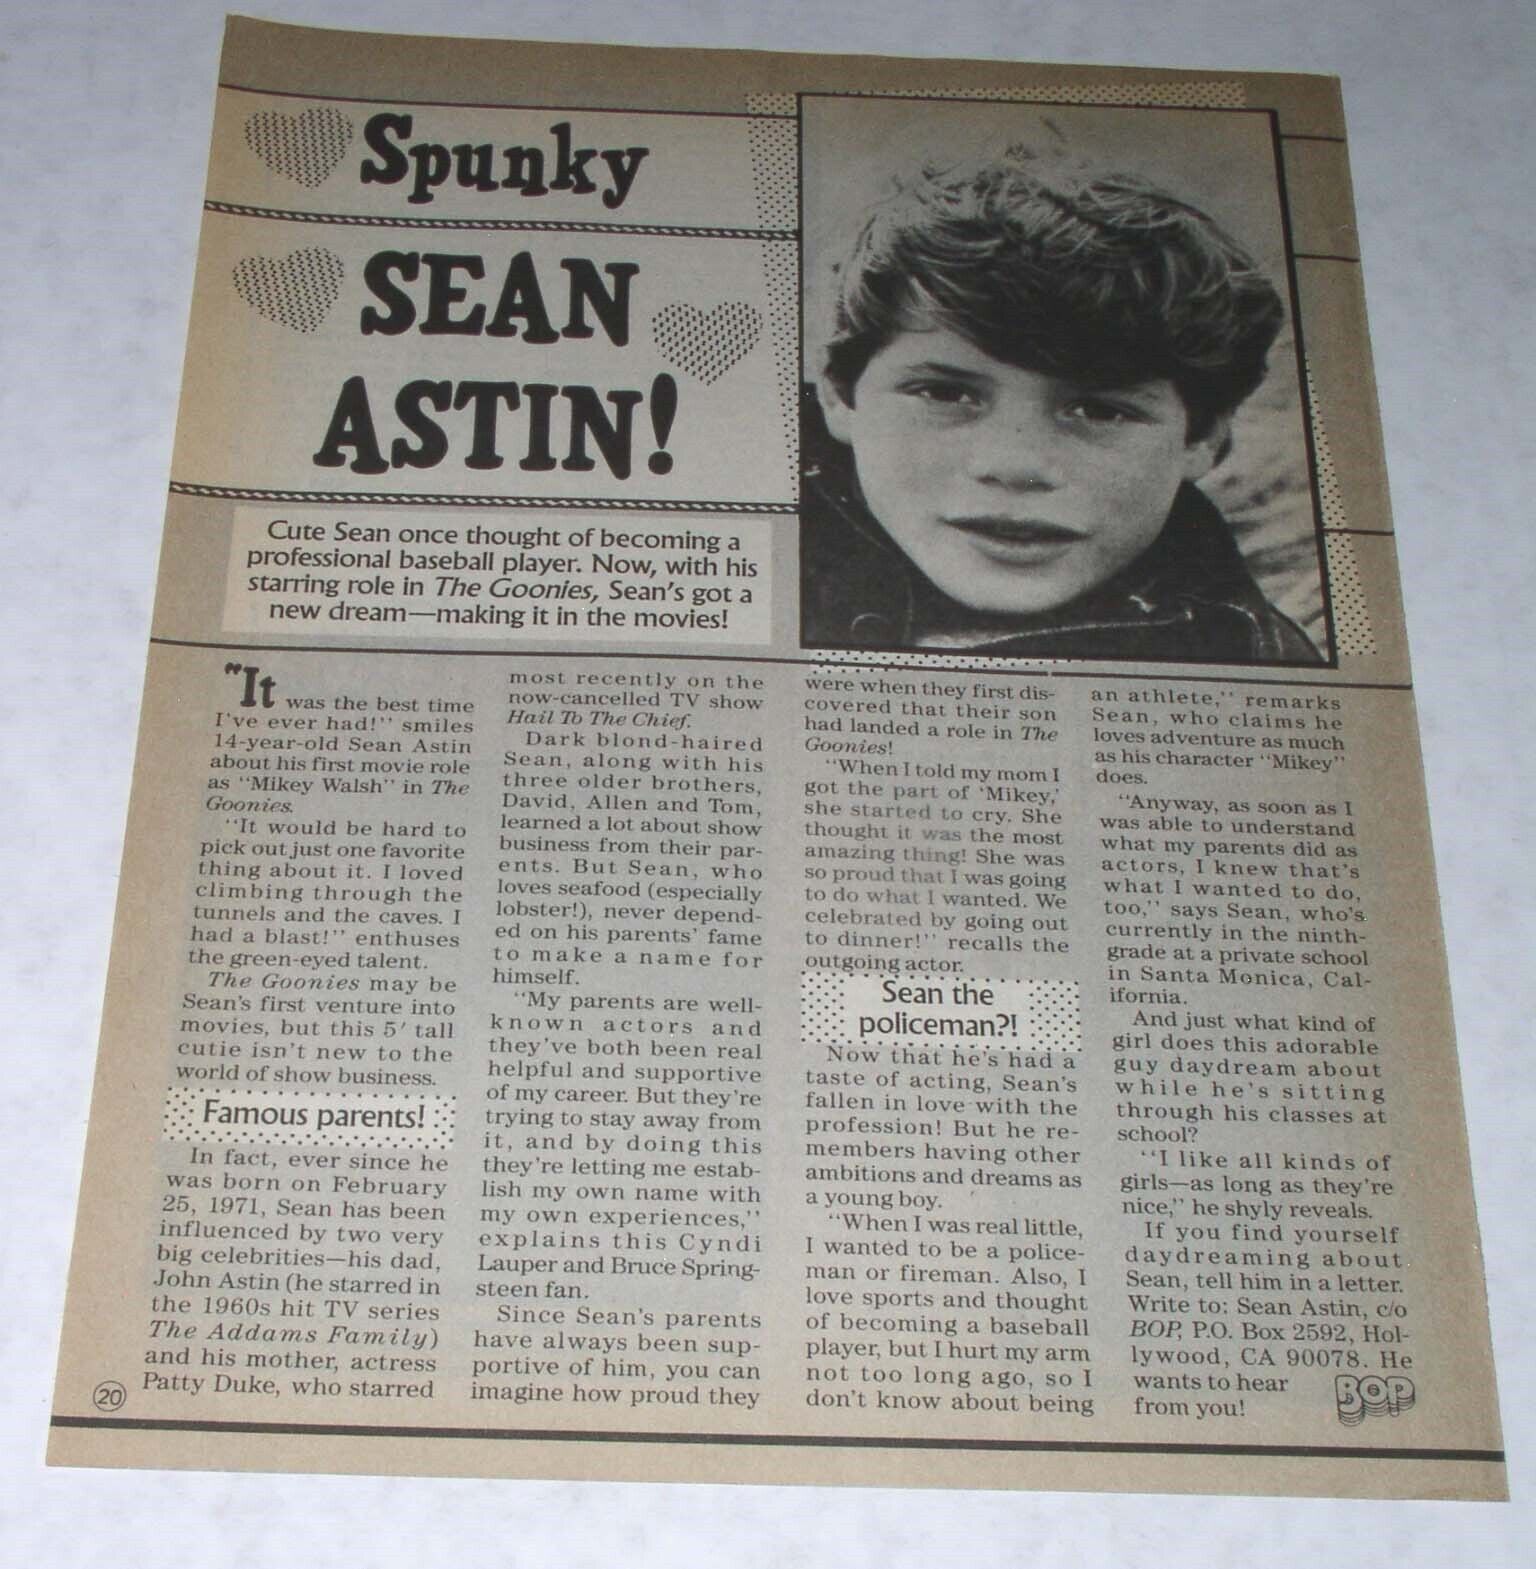 Spunky
SEAN
ASTIN!
Cute Sean once thought of becoming a
professional baseball player. Now, with his
starring role in The Goonies, Sean's got a
new dream—making it in the movies!
"It was the best time
I've ever had!" smiles
14-year-old Sean Astin
about his first movie role
as "Mikey Walsh" in The
Goonies.
"It would be hard to
pick out just one favorite
thing about it. I loved
climbing through the
tunnels and the caves. I
had a blast!" enthuses
the green-eyed talent.
The Goonies may be
Sean's first venture into
movies, but this 5' tall
cutie isn't new to the
world of show business.
Famous parents!
In fact, ever since he
was born on February
25, 1971, Sean has been
influenced by two very
big celebrities—his dad,
John Astin (he starred in
the 1960s hit TV series
The Addams Family)
and his mother, actress
Patty Duke, who starred
most recently on the
now-cancelled TV show
Hail To The Chief.
Dark blond-haired
Sean, along with his
three older brothers,
David, Allen and Tom,
learned a lot about show
business from their par-
ents. But Sean, who
loves seafood (especially
lobster!), never depend-
ed on his parents' fame
to make a name for
himself.
"My parents are well-
known actors and
they've both been real
helpful and supportive
of my career. But they're
trying to stay away from
it, and by doing this
they're letting me estab-
lish my own name with
my own experiences,"
explains this Cyndi
Lauper and Bruce Spring-
steen fan.
Since Sean's parents
have always been sup-
portive of him, you can
imagine how proud they
were when they first dis-
covered that their son
had landed a role in The
Goonies!
"When I told my mom I
got the part of 'Mikey,'
she started to cry. She
thought it was the most
amazing thing! She was
so proud that I was going
to do what I wanted. We
celebrated by going out
to dinner!" recalls the
outgoing actor.
Sean the
policeman?!
Now that he's had a
taste of acting, Sean's
fallen in love with the
profession! But he re-
members having other
ambitions and dreams as
a young boy.
"When I was real little,
I wanted to be a police-
man or fireman. Also, I
love sports and thought
of becoming a baseball
player, but I hurt my arm
not too long ago, so I
don't know about being
an athlete," remarks
Sean, who claims he
loves adventure as much
as his character "Mikey"
does.
"Anyway, as soon as I
was able to understand
what my parents did as
actors, I knew that's
what I wanted to do,
too," says Sean, who's
currently in the ninth-
grade at a private school
in Santa Monica, Cal-
ifornia.
And just what kind of
girl does this adorable
guy daydream about
while he's sitting
through his classes at
school?
"I like all kinds of
girls—as long as they're
nice," he shyly reveals.
If you find yourself
daydreaming about
Sean, tell him in a letter.
Write to: Sean Astin, c/o
BOP, P.O. Box 2592, Hol-
lywood, CA 90078. He
wants to hear
from you!
BOP
20